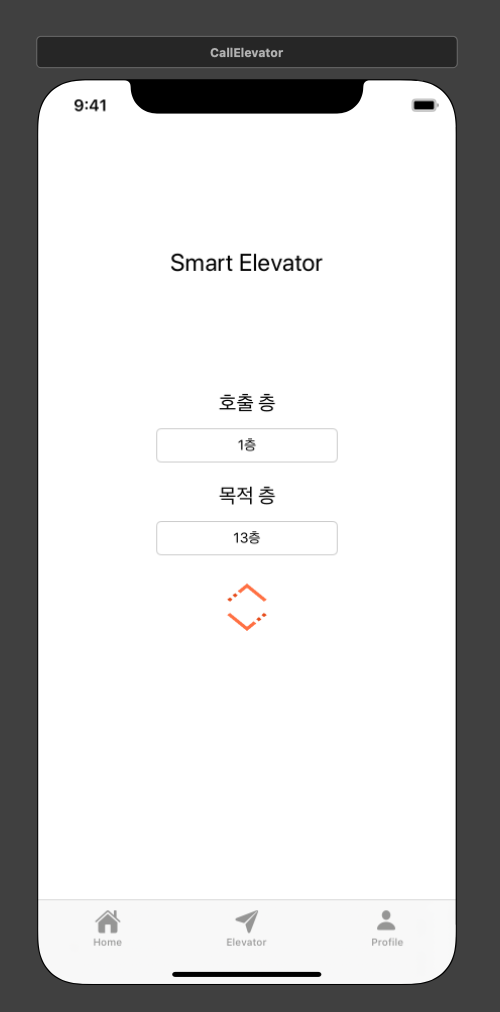 CallElevator
9:41
Smart Elevator
호출 층
1층
목적 층
13층
Home
Elevator
Profile